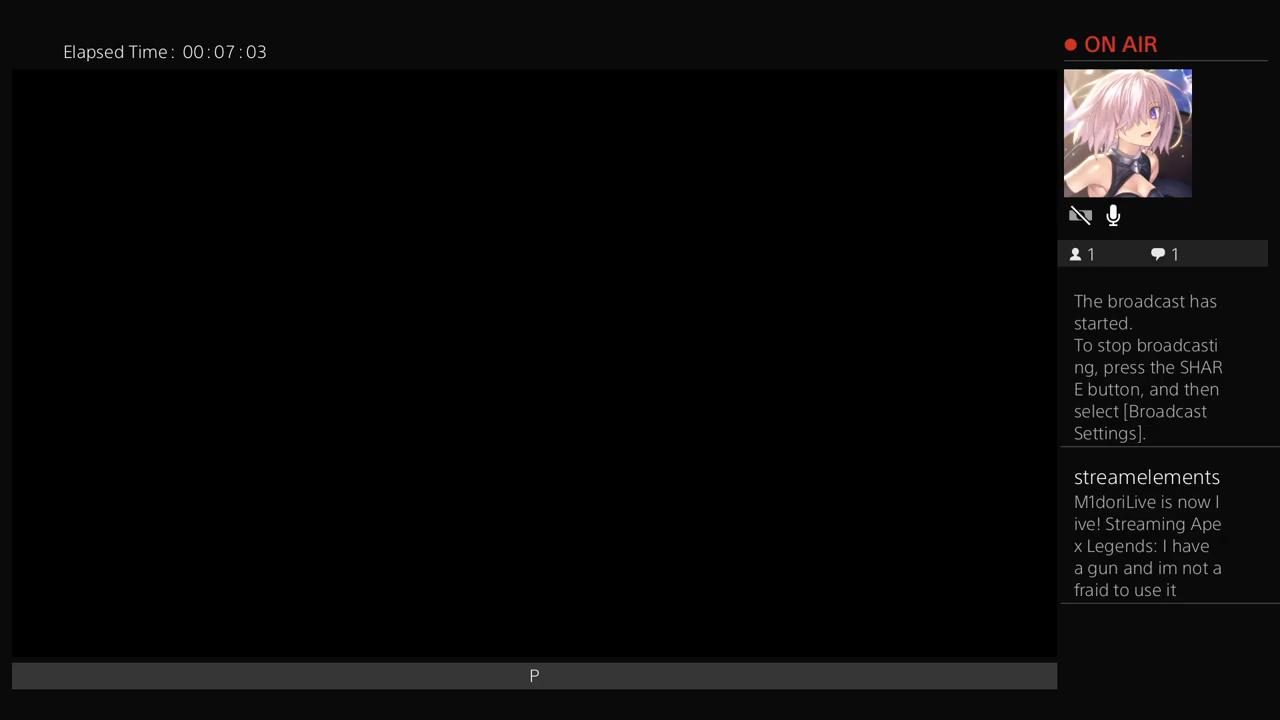 Elapsed Time: 00:07:03
ON AIR
1 1
The broadcast has
started.
To stop broadcasti
ng, press the SHAR
E button, and then
select [Broadcast
Settings].
streamelements
M1doriLive is now l
ive! Streaming Ape
x Legends: I have
a gun and im not a
fraid to use it
P